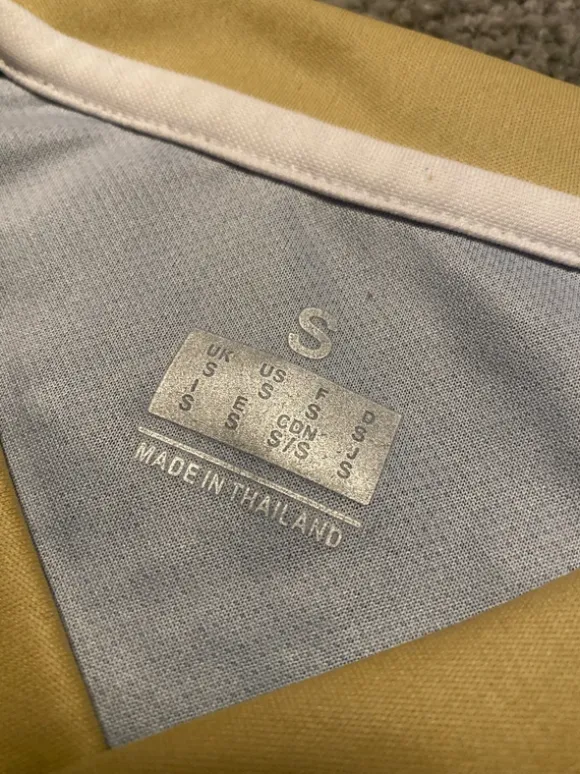 S
UK US F D
S S S S
I E CDN J
S S S/S S
MADE IN THAILAND